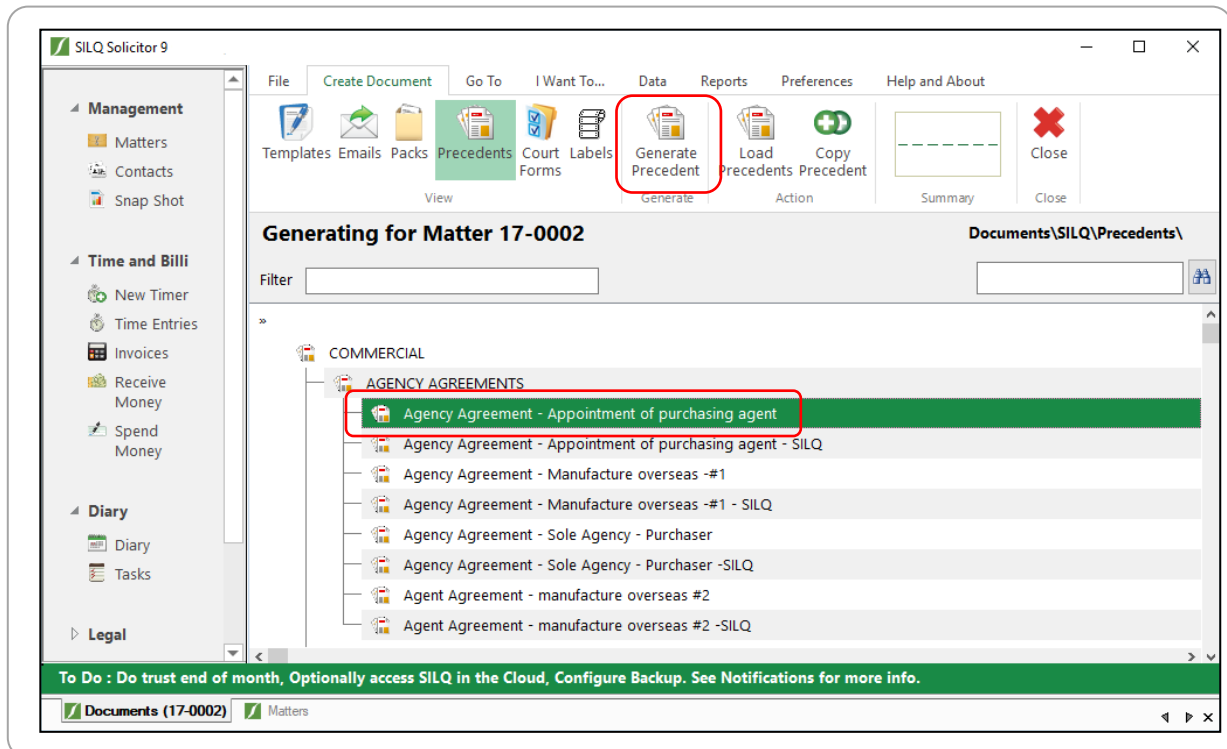 SILQ Solicitor 9
File Create Document Go To I Want To... Data Reports Preferences Help and About
Templates Emails Packs Precedents Court Forms Labels Generate Precedent Load Precedents Copy Precedent Close
View Generate Action Summary Close
Management
Matters
Contacts
Snap Shot
Time and Billi
New Timer
Time Entries
Invoices
Receive
Money
Spend
Money
Diary
Diary
Tasks
Legal
Generating for Matter 17-0002 Documents\SILQ\Precedents\
Filter
»
COMMERCIAL
AGENCY AGREEMENTS
Agency Agreement - Appointment of purchasing agent
Agency Agreement - Appointment of purchasing agent - SILQ
Agency Agreement - Manufacture overseas -#1
Agency Agreement - Manufacture overseas -#1 - SILQ
Agency Agreement - Sole Agency - Purchaser
Agency Agreement - Sole Agency - Purchaser -SILQ
Agent Agreement - manufacture overseas #2
Agent Agreement - manufacture overseas #2 -SILQ
To Do : Do trust end of month, Optionally access SILQ in the Cloud, Configure Backup. See Notifications for more info.
Documents (17-0002) Matters